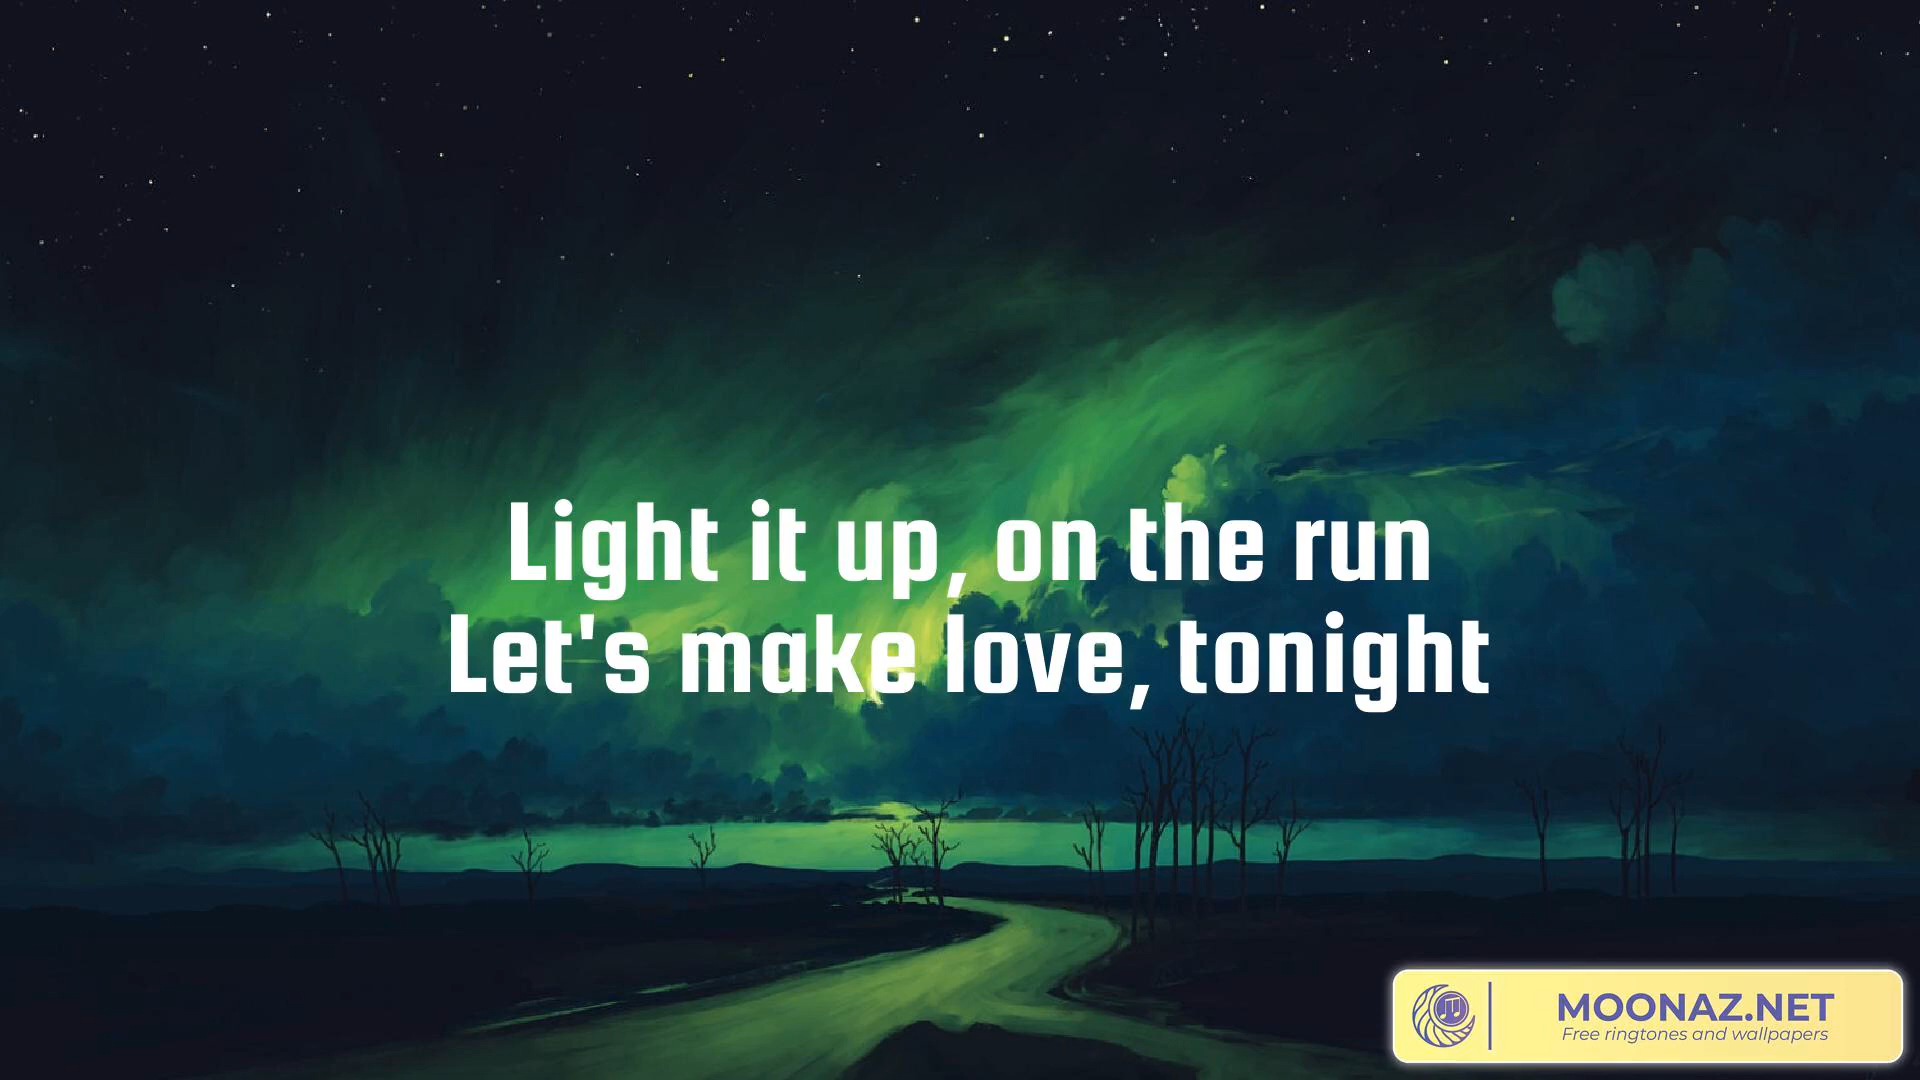 Light it up, on the run
Let's make love, tonight
MOONAZ.NET
Free ringtones and wallpapers